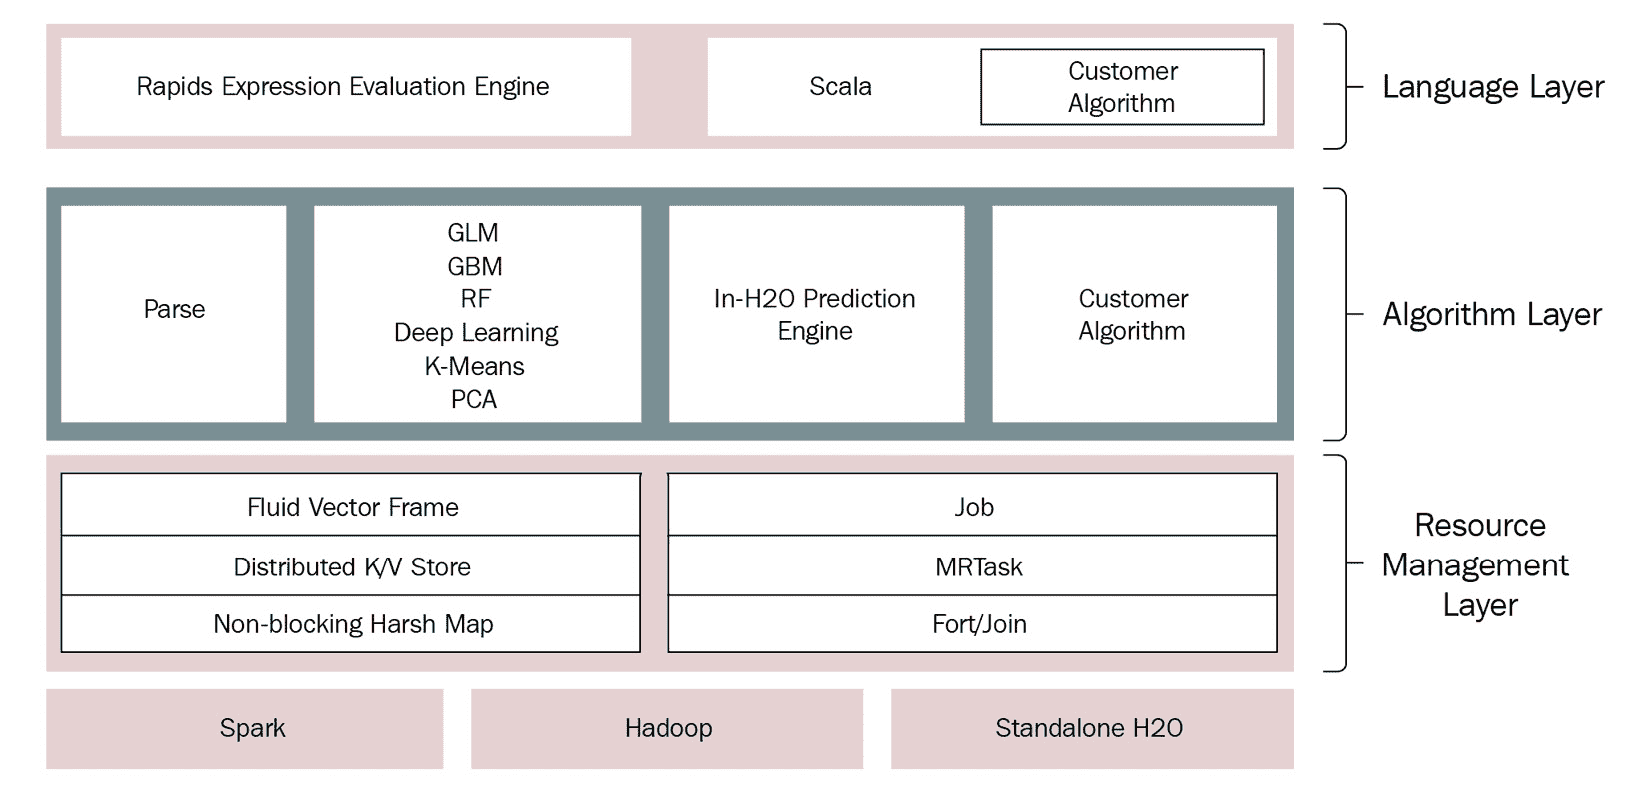 Rapids Expression Evaluation Engine
Scala
Customer
Algorithm
Language Layer
Parse
GLM
GBM
RF
Deep Learning
K-Means
PCA
In-H2O Prediction
Engine
Customer
Algorithm
Algorithm Layer
Fluid Vector Frame
Distributed K/V Store
Non-blocking Harsh Map
Job
MRTask
Fort/Join
Resource
Management
Layer
Spark
Hadoop
Standalone H2O